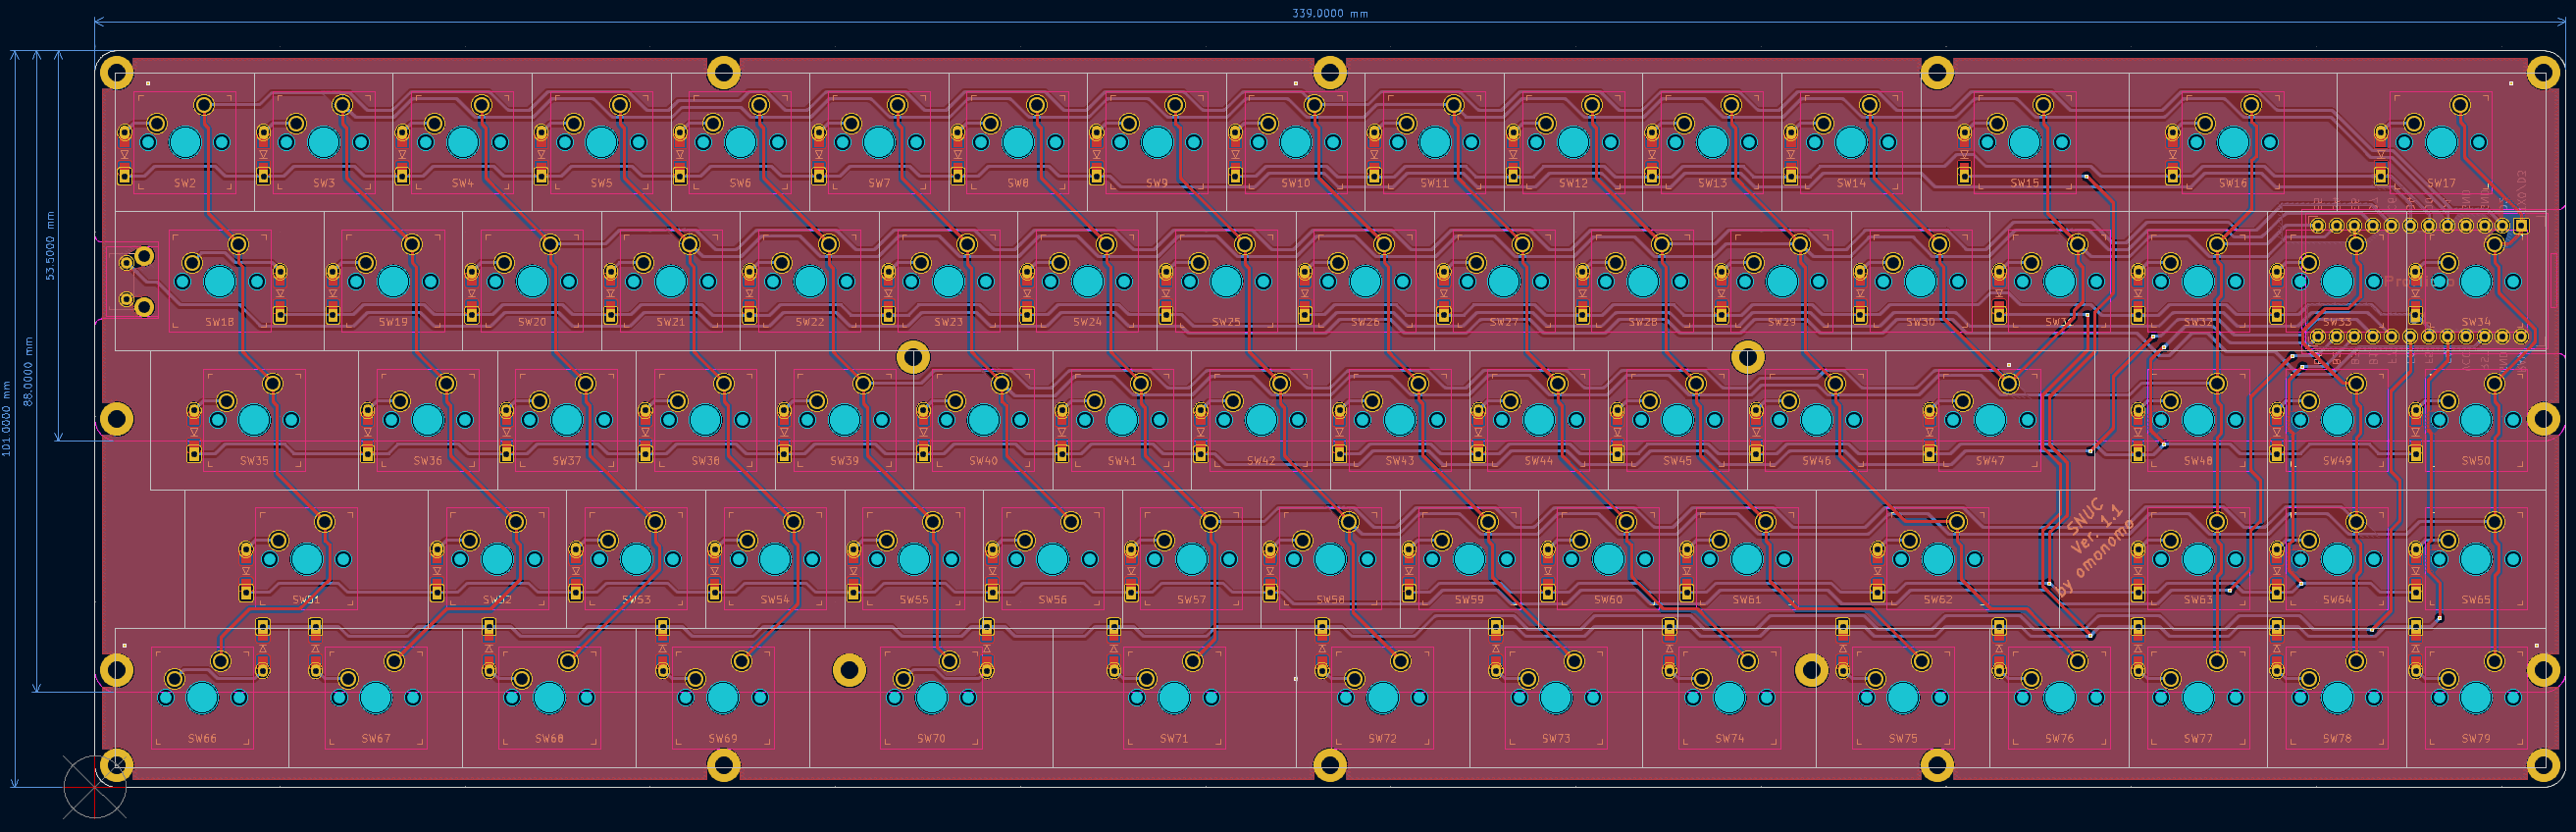 339.0000 mm
101.0000 mm
88.0000 mm
53.5000 mm
SW2 SW3 SW4 SW5 SW6 SW7 SW8 SW9 SW10 SW11 SW12 SW13 SW14 SW15 SW16 SW17
SW18 SW19 SW20 SW21 SW22 SW23 SW24 SW25 SW26 SW27 SW28 SW29 SW30 SW31 SW32 SW33 SW34
SW35 SW36 SW37 SW38 SW39 SW40 SW41 SW42 SW43 SW44 SW45 SW46 SW47 SW48 SW49 SW50
SNUC
Ver. 1.1
by omonomo
SW51 SW52 SW53 SW54 SW55 SW56 SW57 SW58 SW59 SW60 SW61 SW62 SW63 SW64 SW65
SW66 SW67 SW68 SW69 SW70 SW71 SW72 SW73 SW74 SW75 SW76 SW77 SW78 SW79